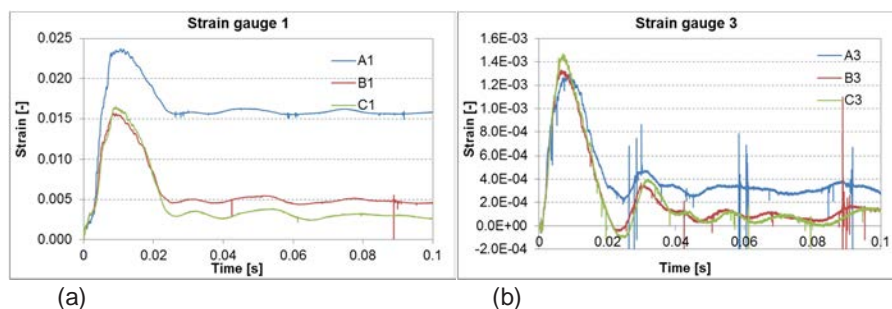 Strain gauge 1
0.025
0.020
0.015
0.010
0.005
0.000
Strain [-]
A1
B1
C1
0
0.02
0.04
0.06
0.08
0.1
Time [s]
(a)
Strain gauge 3
1.6E-03
1.4E-03
1.2E-03
1.0E-03
8.0E-04
6.0E-04
4.0E-04
2.0E-04
0.0E+00
-2.0E-04
Strain [-]
A3
B3
C3
0
0.02
0.04
0.06
0.08
0.1
Time [s]
(b)